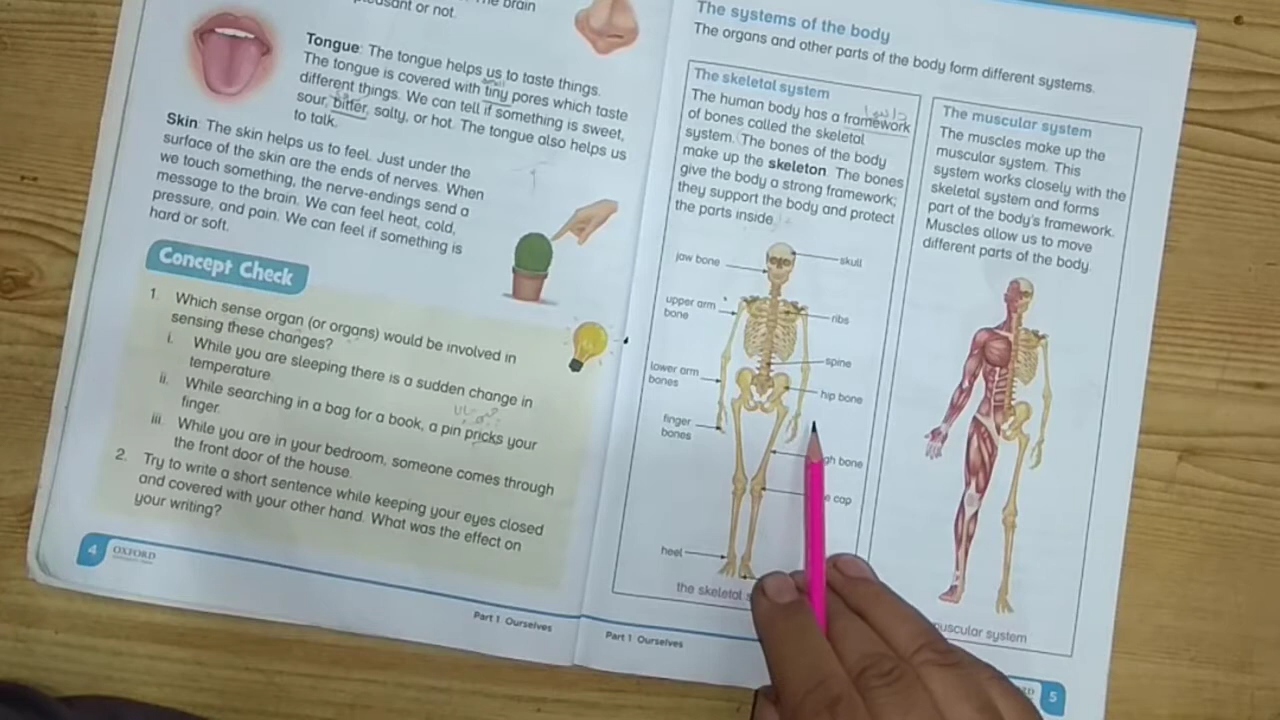 The brain
pleasant or not.
Tongue: The tongue helps us to taste things.
The tongue is covered with tiny pores which taste
different things. We can tell if something is sweet,
sour, bitter, salty, or hot. The tongue also helps us
to talk.
Skin: The skin helps us to feel. Just under the
surface of the skin are the ends of nerves. When
we touch something, the nerve-endings send a
message to the brain. We can feel heat, cold,
pressure, and pain. We can feel if something is
hard or soft.
Concept Check
1. Which sense organ (or organs) would be involved in
sensing these changes?
i. While you are sleeping there is a sudden change in
temperature.
ii. While searching in a bag for a book, a pin pricks your
finger.
iii. While you are in your bedroom, someone comes through
the front door of the house.
2. Try to write a short sentence while keeping your eyes closed
and covered with your other hand. What was the effect on
your writing?
4
OXFORD
Part 1 Ourselves
The systems of the body
The organs and other parts of the body form different systems.
The skeletal system
The human body has a framework
of bones called the skeletal
system. The bones of the body
make up the skeleton. The bones
give the body a strong framework;
they support the body and protect
the parts inside.
jaw bone
skull
upper arm
bone
ribs
spine
lower arm
bones
hip bone
finger
bones
gh bone
e cap
heel
the skeletal s
The muscular system
The muscles make up the
muscular system. This
system works closely with the
skeletal system and forms
part of the body's framework.
Muscles allow us to move
different parts of the body.
uscular system
Part 1 Ourselves
5